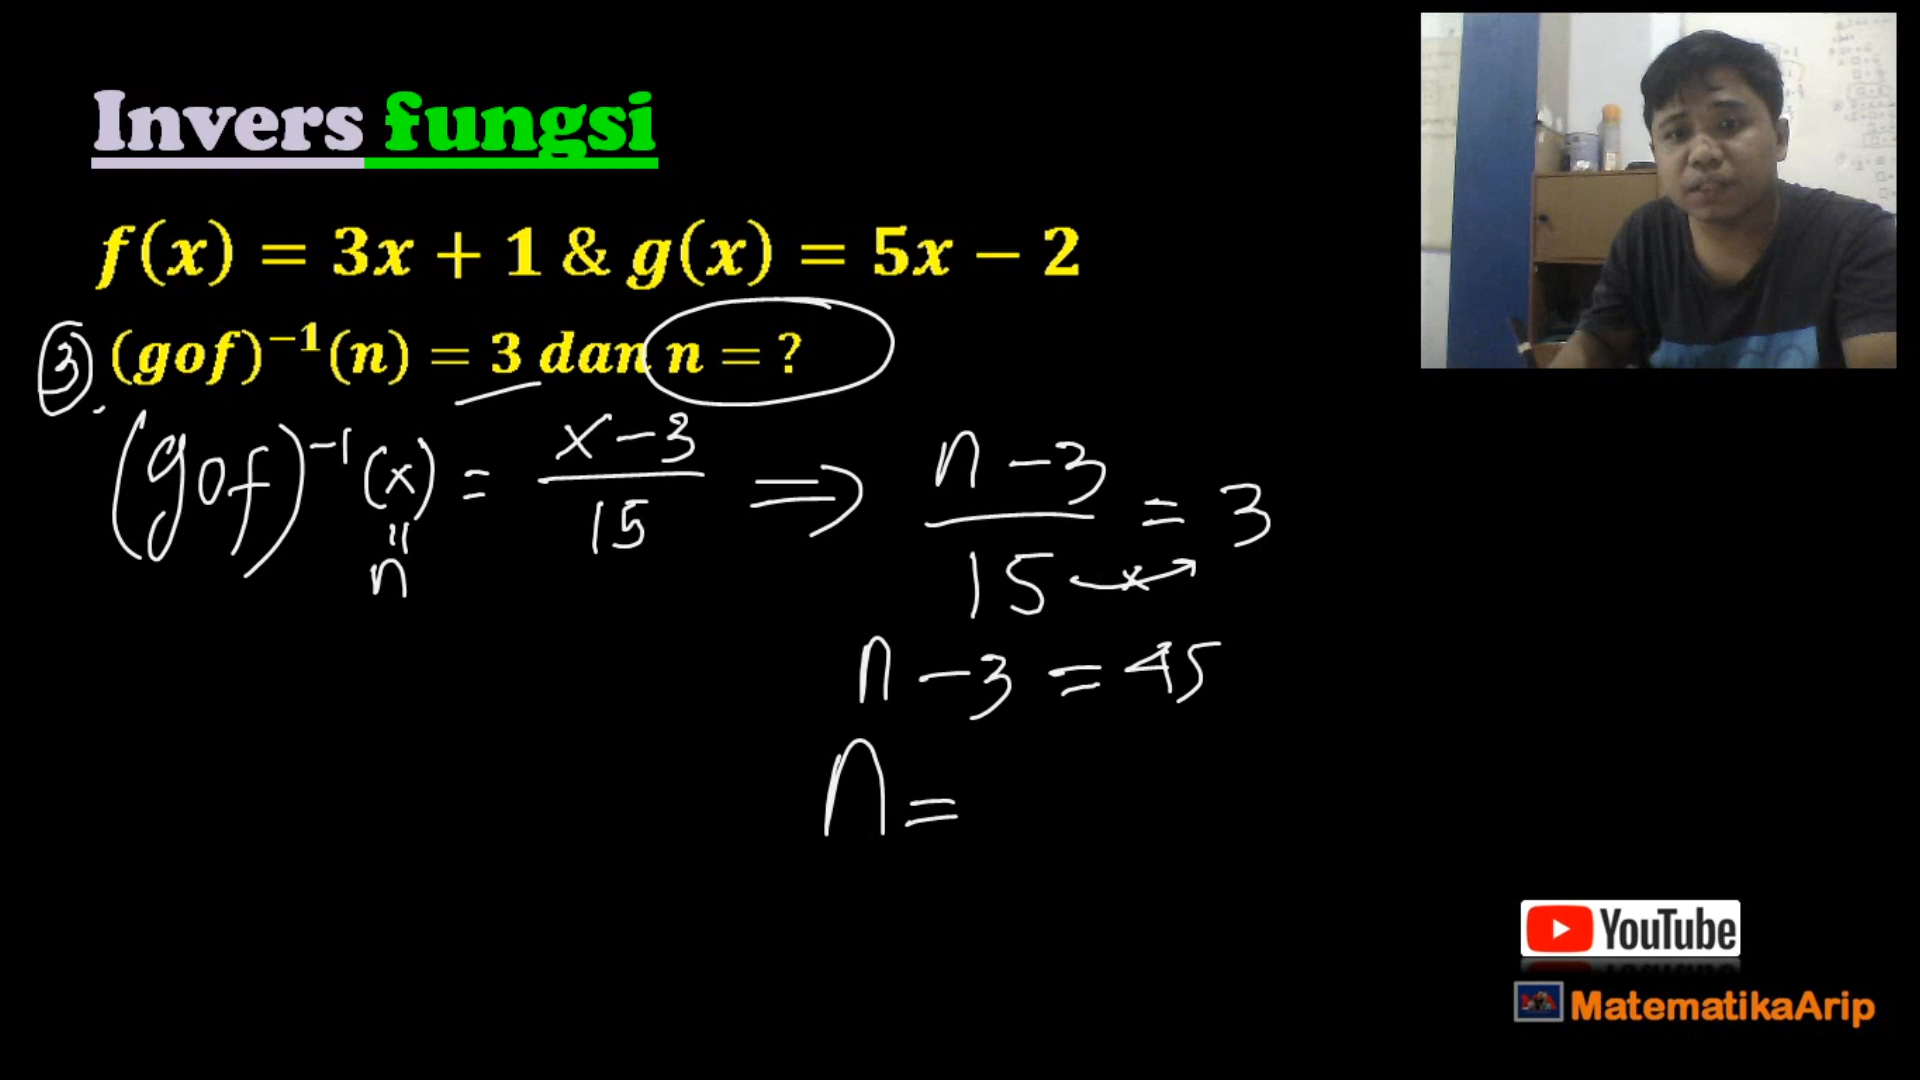 Invers fungsi
f(x) = 3x + 1 & g(x) = 5x − 2
3. (gof)⁻¹(n) = 3 dan n = ?
(gof)⁻¹(x) = x − 3 / 15 ⇒ n − 3 / 15 = 3
=
n
×
n − 3 = 45
n =
YouTube
MatematikaArip